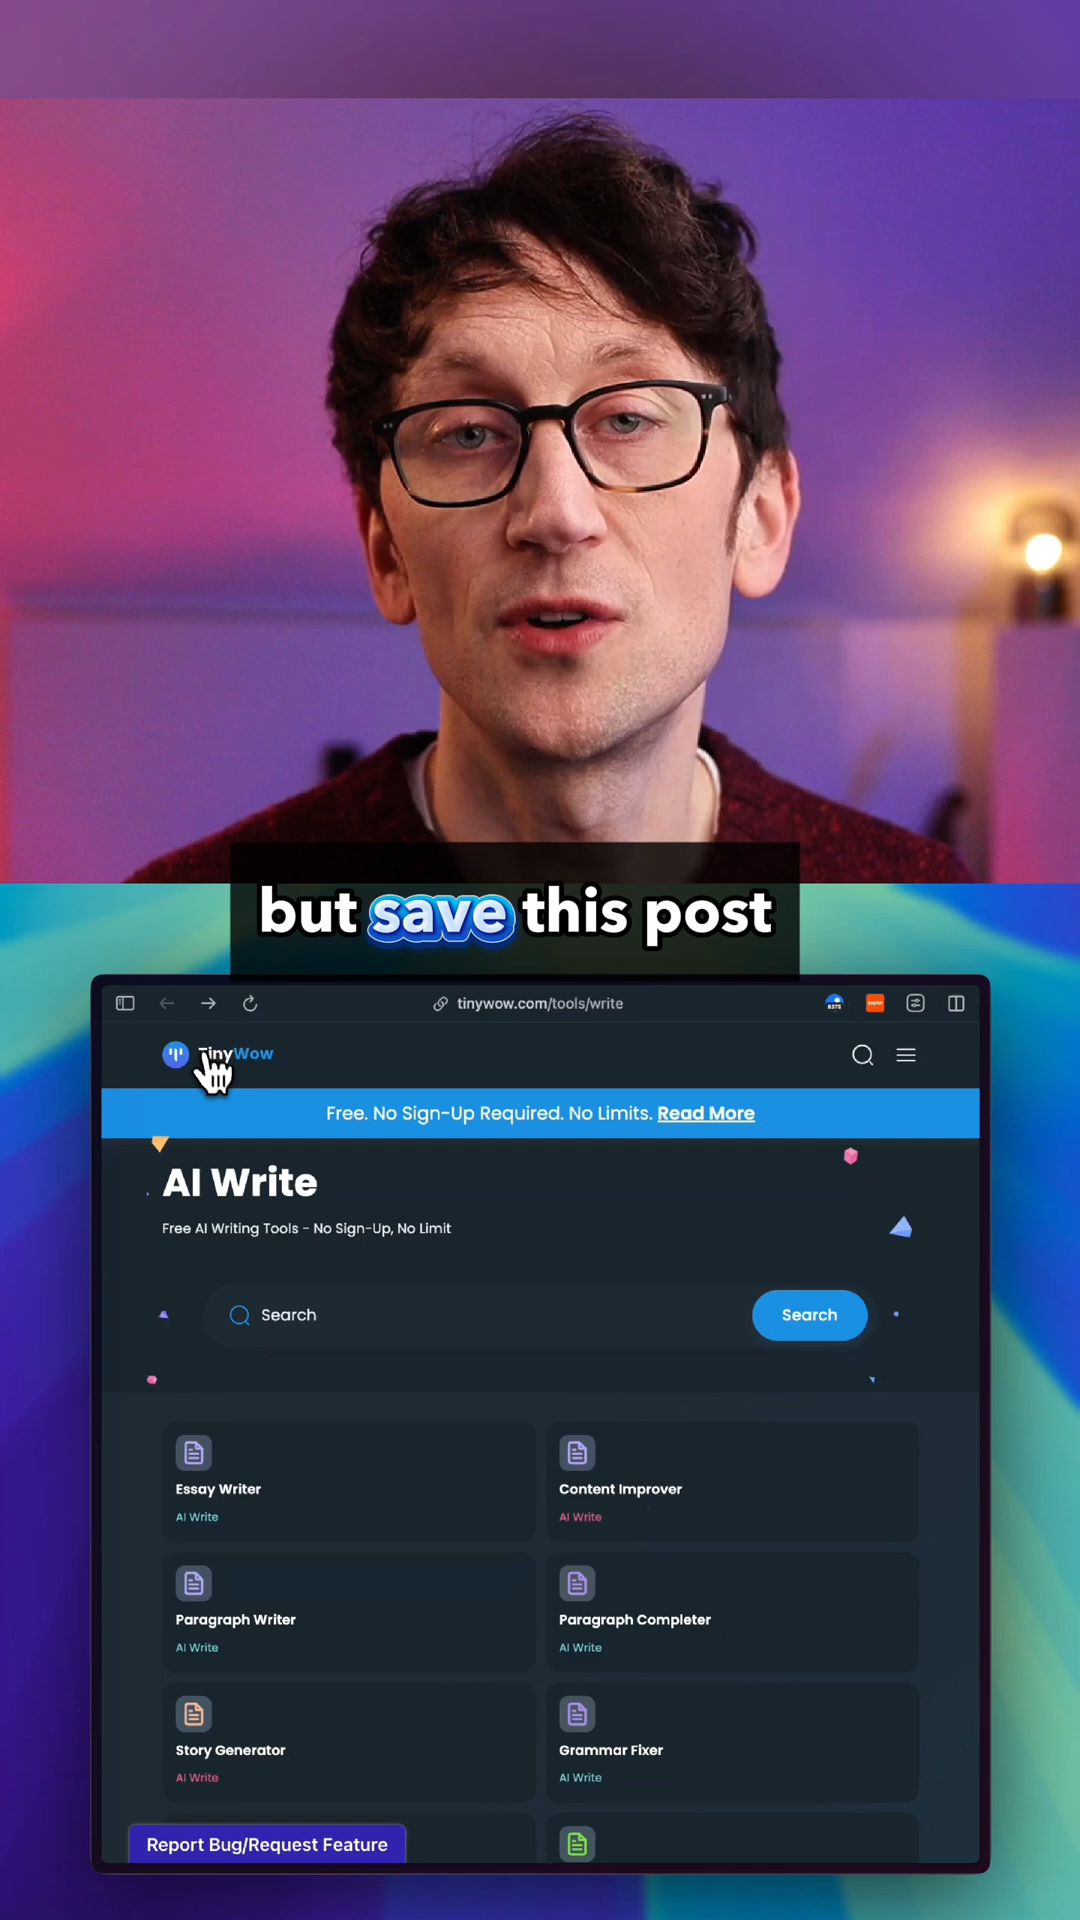 but save this post
tinywow.com/tools/write
TinyWow
Free. No Sign-Up Required. No Limits. Read More
AI Write
Free AI Writing Tools - No Sign-Up, No Limit
Search
Search
Essay Writer
AI Write
Content Improver
AI Write
Paragraph Writer
AI Write
Paragraph Completer
AI Write
Story Generator
AI Write
Grammar Fixer
AI Write
Report Bug/Request Feature